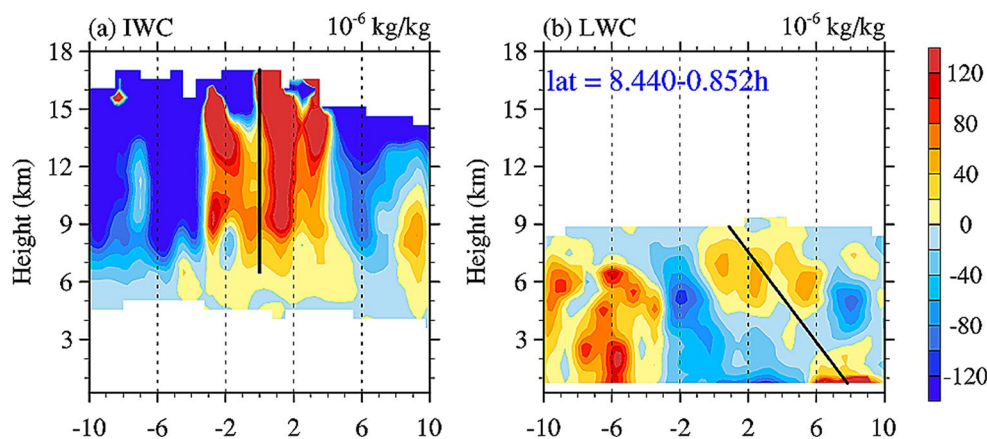 (a) IWC 10-6 kg/kg
(b) LWC 10-6 kg/kg
lat = 8.440-0.852h
Height (km)
18
15
12
9
6
3
-10 -6 -2 2 6 10
Height (km)
18
15
12
9
6
3
-10 -6 -2 2 6 10
120
80
40
0
-40
-80
-120